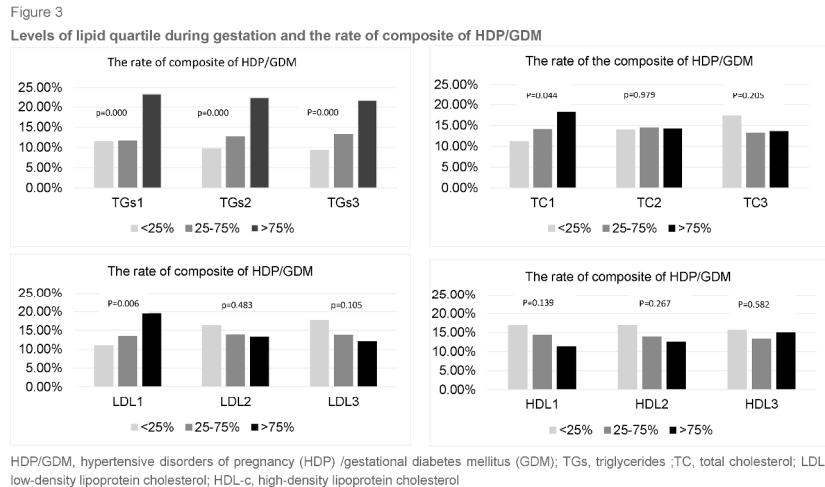 Figure 3
Levels of lipid quartile during gestation and the rate of composite of HDP/GDM
The rate of composite of HDP/GDM
25.00%
20.00%
15.00%
10.00%
5.00%
0.00%
p=0.000
p=0.000
p=0.000
TGs1
TGs2
TGs3
<25% 25-75% >75%
The rate of the composite of HDP/GDM
25.00%
20.00%
15.00%
10.00%
5.00%
0.00%
P=0.044
p=0.979
P=0.205
TC1
TC2
TC3
<25% 25-75% >75%
The rate of composite of HDP/GDM
25.00%
20.00%
15.00%
10.00%
5.00%
0.00%
P=0.006
p=0.483
p=0.105
LDL1
LDL2
LDL3
<25% 25-75% >75%
The rate of composite of HDP/GDM
25.00%
20.00%
15.00%
10.00%
5.00%
0.00%
P=0.139
P=0.267
P=0.582
HDL1
HDL2
HDL3
<25% 25-75% >75%
HDP/GDM, hypertensive disorders of pregnancy (HDP) /gestational diabetes mellitus (GDM); TGs, triglycerides ;TC, total cholesterol; LDL
low-density lipoprotein cholesterol; HDL-c, high-density lipoprotein cholesterol